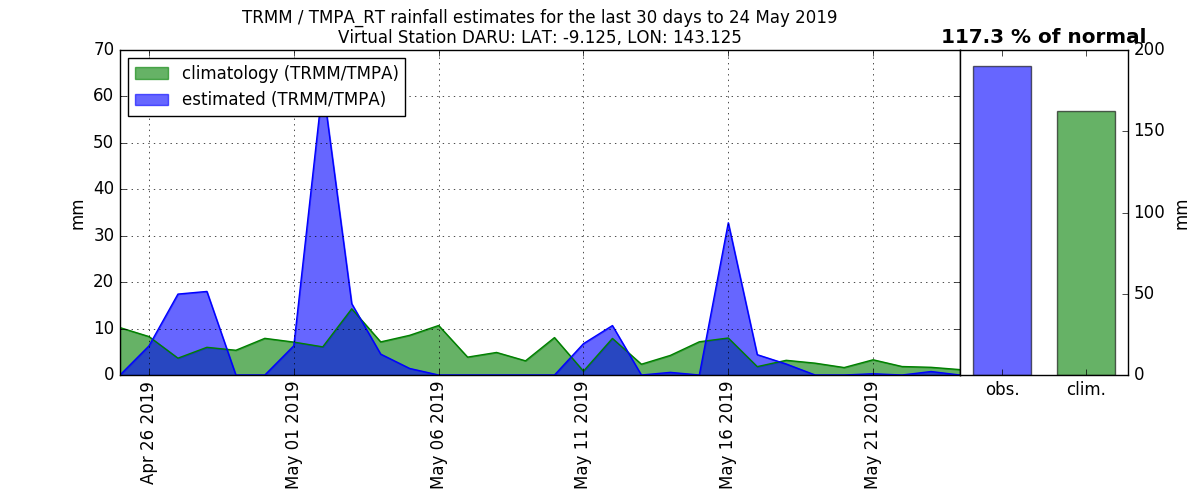 TRMM / TMPA_RT rainfall estimates for the last 30 days to 24 May 2019
Virtual Station DARU: LAT: -9.125, LON: 143.125
117.3 % of normal
climatology (TRMM/TMPA)
estimated (TRMM/TMPA)
70
60
50
40
30
20
10
0
mm
Apr 26 2019
May 01 2019
May 06 2019
May 11 2019
May 16 2019
May 21 2019
200
150
100
50
0
mm
obs.
clim.